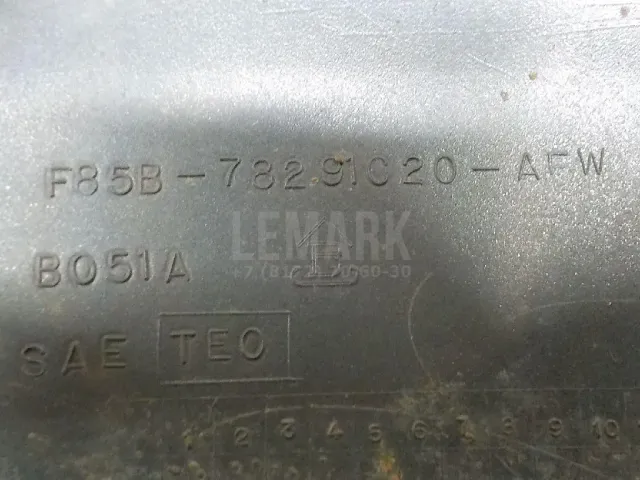 F85B-78291C20-AFW
LEMARK
B051A
SAE TEO
1 2 3 4 5 6 7 8 9 10